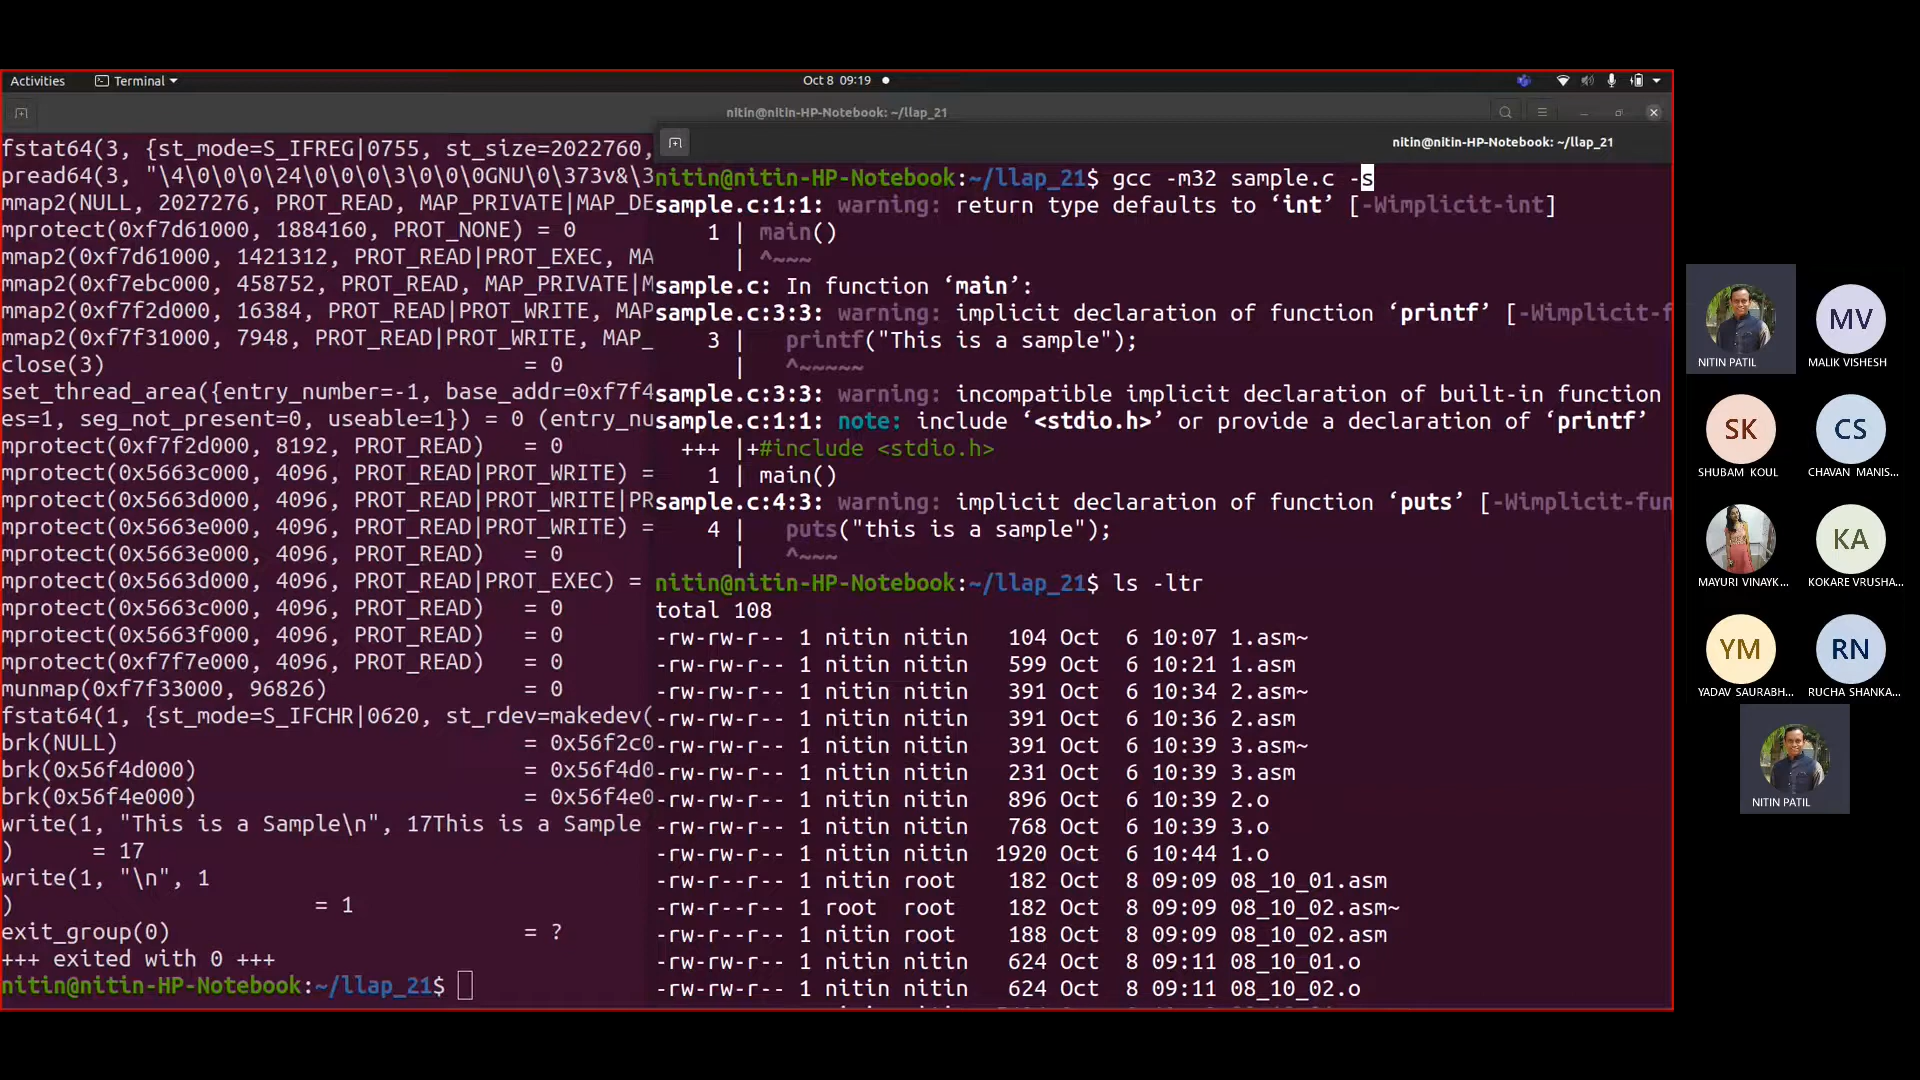 Activities
Terminal
Oct 8 09:19
nitin@nitin-HP-Notebook: ~/llap_21
fstat64(3, {st_mode=S_IFREG|0755, st_size=2022760,
pread64(3, "\4\0\0\0\24\0\0\0\3\0\0\0GNU\0\373v&\3
mmap2(NULL, 2027276, PROT_READ, MAP_PRIVATE|MAP_DE
mprotect(0xf7d61000, 1884160, PROT_NONE) = 0
mmap2(0xf7d61000, 1421312, PROT_READ|PROT_EXEC, MA
mmap2(0xf7ebc000, 458752, PROT_READ, MAP_PRIVATE|M
mmap2(0xf7f2d000, 16384, PROT_READ|PROT_WRITE, MAP
mmap2(0xf7f31000, 7948, PROT_READ|PROT_WRITE, MAP_
close(3) = 0
set_thread_area({entry_number=-1, base_addr=0xf7f4
es=1, seg_not_present=0, useable=1}) = 0 (entry_nu
mprotect(0xf7f2d000, 8192, PROT_READ) = 0
mprotect(0x5663c000, 4096, PROT_READ|PROT_WRITE) =
mprotect(0x5663d000, 4096, PROT_READ|PROT_WRITE|PR
mprotect(0x5663e000, 4096, PROT_READ|PROT_WRITE) =
mprotect(0x5663e000, 4096, PROT_READ) = 0
mprotect(0x5663d000, 4096, PROT_READ|PROT_EXEC) =
mprotect(0x5663c000, 4096, PROT_READ) = 0
mprotect(0x5663f000, 4096, PROT_READ) = 0
mprotect(0xf7f7e000, 4096, PROT_READ) = 0
munmap(0xf7f33000, 96826) = 0
fstat64(1, {st_mode=S_IFCHR|0620, st_rdev=makedev(
brk(NULL) = 0x56f2c0
brk(0x56f4d000) = 0x56f4d0
brk(0x56f4e000) = 0x56f4e0
write(1, "This is a Sample\n", 17This is a Sample
) = 17
write(1, "\n", 1
) = 1
exit_group(0) = ?
+++ exited with 0 +++
nitin@nitin-HP-Notebook:~/llap_21$
nitin@nitin-HP-Notebook: ~/llap_21
nitin@nitin-HP-Notebook:~/llap_21$ gcc -m32 sample.c -s
sample.c:1:1: warning: return type defaults to ‘int’ [-Wimplicit-int]
1 | main()
| ^~~~
sample.c: In function ‘main’:
sample.c:3:3: warning: implicit declaration of function ‘printf’ [-Wimplicit-f
3 | printf("This is a sample");
| ^~~~~~
sample.c:3:3: warning: incompatible implicit declaration of built-in function
sample.c:1:1: note: include ‘<stdio.h>’ or provide a declaration of ‘printf’
+++ |+#include <stdio.h>
1 | main()
sample.c:4:3: warning: implicit declaration of function ‘puts’ [-Wimplicit-fun
4 | puts("this is a sample");
| ^~~~
nitin@nitin-HP-Notebook:~/llap_21$ ls -ltr
total 108
-rw-rw-r-- 1 nitin nitin 104 Oct 6 10:07 1.asm~
-rw-rw-r-- 1 nitin nitin 599 Oct 6 10:21 1.asm
-rw-rw-r-- 1 nitin nitin 391 Oct 6 10:34 2.asm~
-rw-rw-r-- 1 nitin nitin 391 Oct 6 10:36 2.asm
-rw-rw-r-- 1 nitin nitin 391 Oct 6 10:39 3.asm~
-rw-rw-r-- 1 nitin nitin 231 Oct 6 10:39 3.asm
-rw-rw-r-- 1 nitin nitin 896 Oct 6 10:39 2.o
-rw-rw-r-- 1 nitin nitin 768 Oct 6 10:39 3.o
-rw-rw-r-- 1 nitin nitin 1920 Oct 6 10:44 1.o
-rw-r--r-- 1 nitin root 182 Oct 8 09:09 08_10_01.asm
-rw-r--r-- 1 root root 182 Oct 8 09:09 08_10_02.asm~
-rw-r--r-- 1 nitin root 188 Oct 8 09:09 08_10_02.asm
-rw-rw-r-- 1 nitin nitin 624 Oct 8 09:11 08_10_01.o
-rw-rw-r-- 1 nitin nitin 624 Oct 8 09:11 08_10_02.o
NITIN PATIL
MV
MALIK VISHESH
SK
SHUBAM KOUL
CS
CHAVAN MANIS...
MAYURI VINAYK...
KA
KOKARE VRUSHA...
YM
YADAV SAURABH...
RN
RUCHA SHANKA...
NITIN PATIL